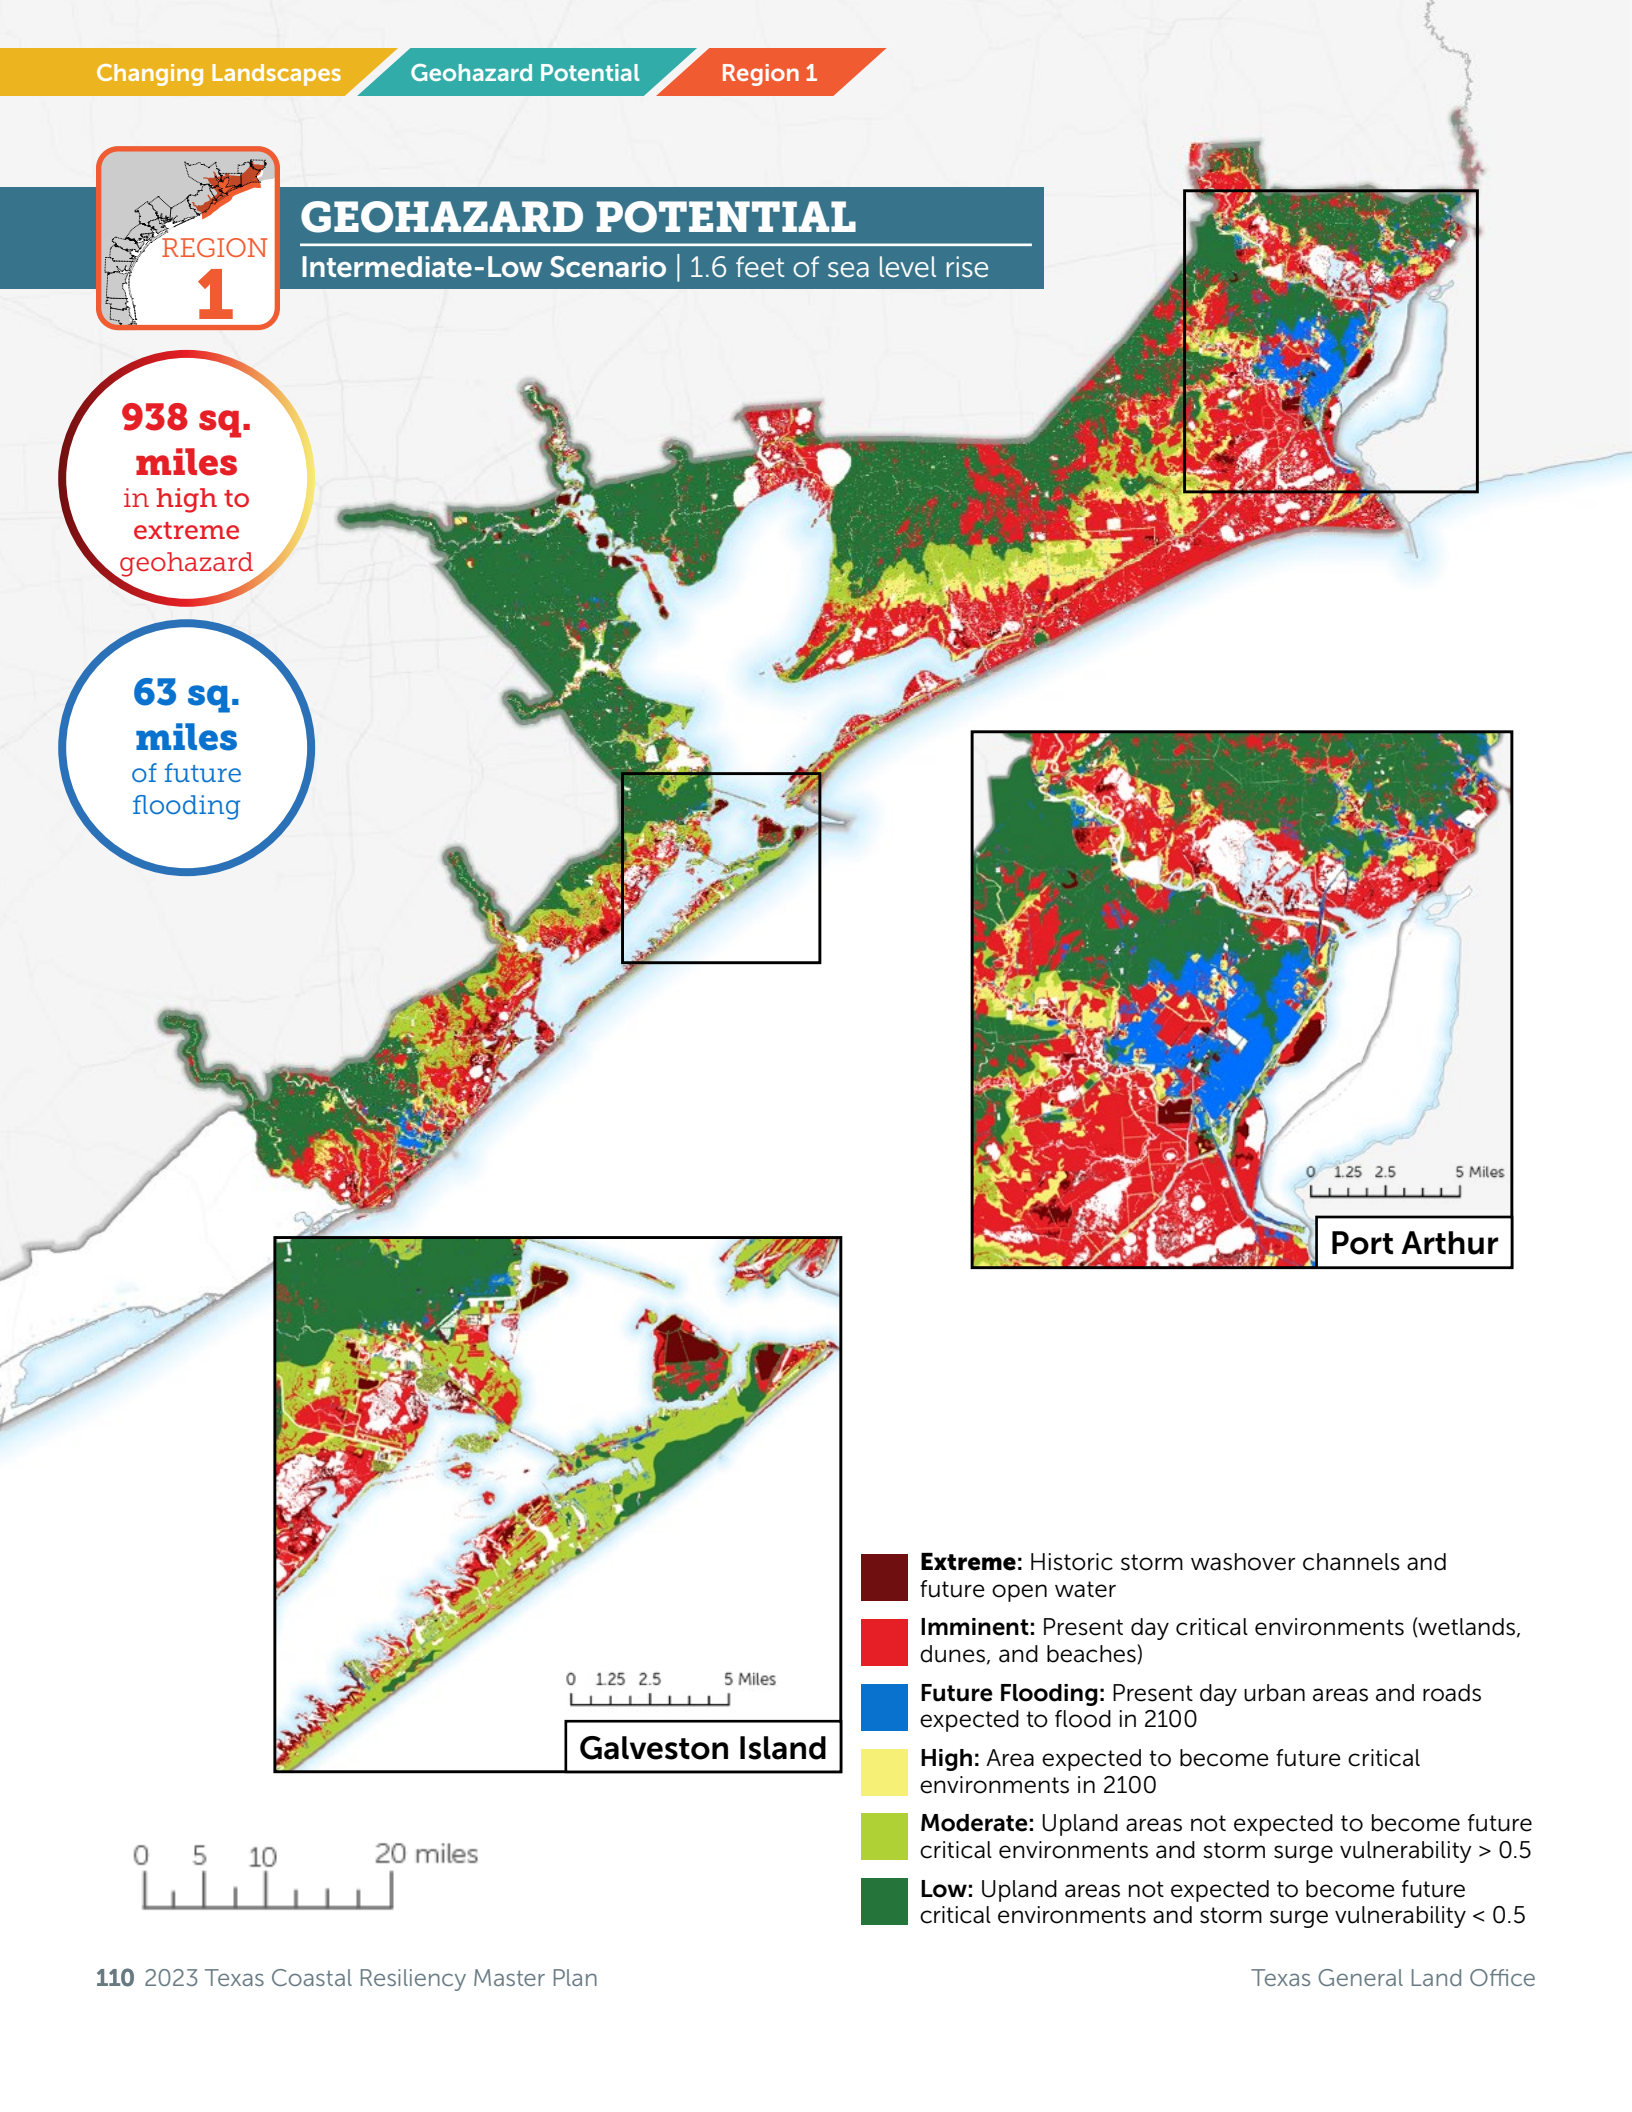 Changing Landscapes
Geohazard Potential
Region 1
REGION
1
GEOHAZARD POTENTIAL
Intermediate-Low Scenario | 1.6 feet of sea level rise
938 sq.
miles
in high to
extreme
geohazard
63 sq.
miles
of future
flooding
0 1.25 2.5 5 Miles
Port Arthur
0 1.25 2.5 5 Miles
Galveston Island
Extreme: Historic storm washover channels and
future open water
Imminent: Present day critical environments (wetlands,
dunes, and beaches)
Future Flooding: Present day urban areas and roads
expected to flood in 2100
High: Area expected to become future critical
environments in 2100
Moderate: Upland areas not expected to become future
critical environments and storm surge vulnerability > 0.5
Low: Upland areas not expected to become future
critical environments and storm surge vulnerability < 0.5
0 5 10 20 miles
110 2023 Texas Coastal Resiliency Master Plan
Texas General Land Office